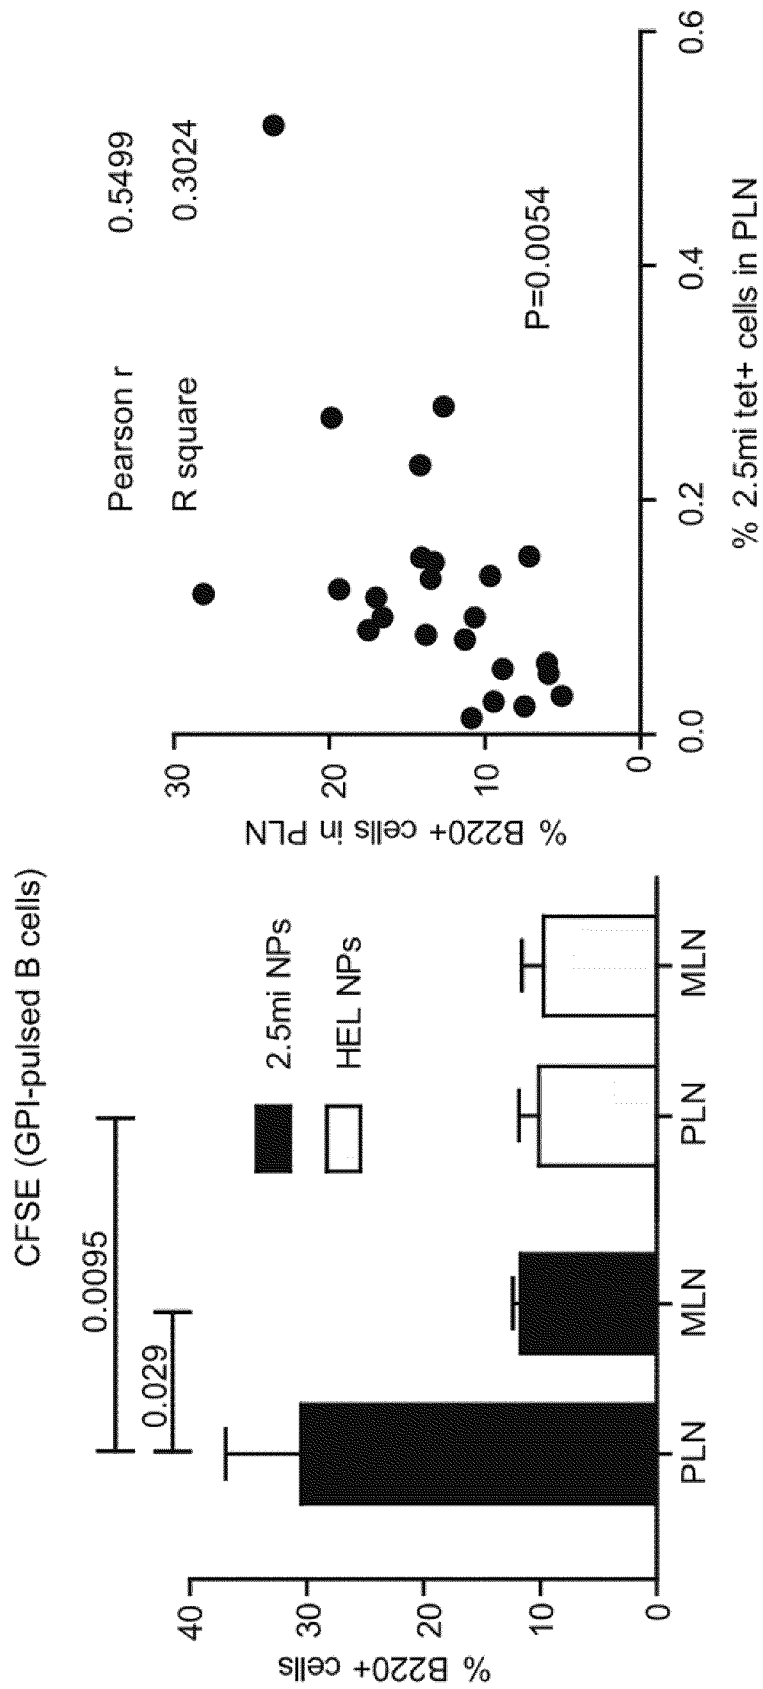 CFSE (GPI-pulsed B cells)
0.0095
0.029
2.5mi NPs
HEL NPs
% B220+ cells
40
30
20
10
0
PLN
MLN
PLN
MLN
Pearson r 0.5499
R square 0.3024
P=0.0054
% B220+ cells in PLN
30
20
10
0
0.0
0.2
0.4
0.6
% 2.5mi tet+ cells in PLN